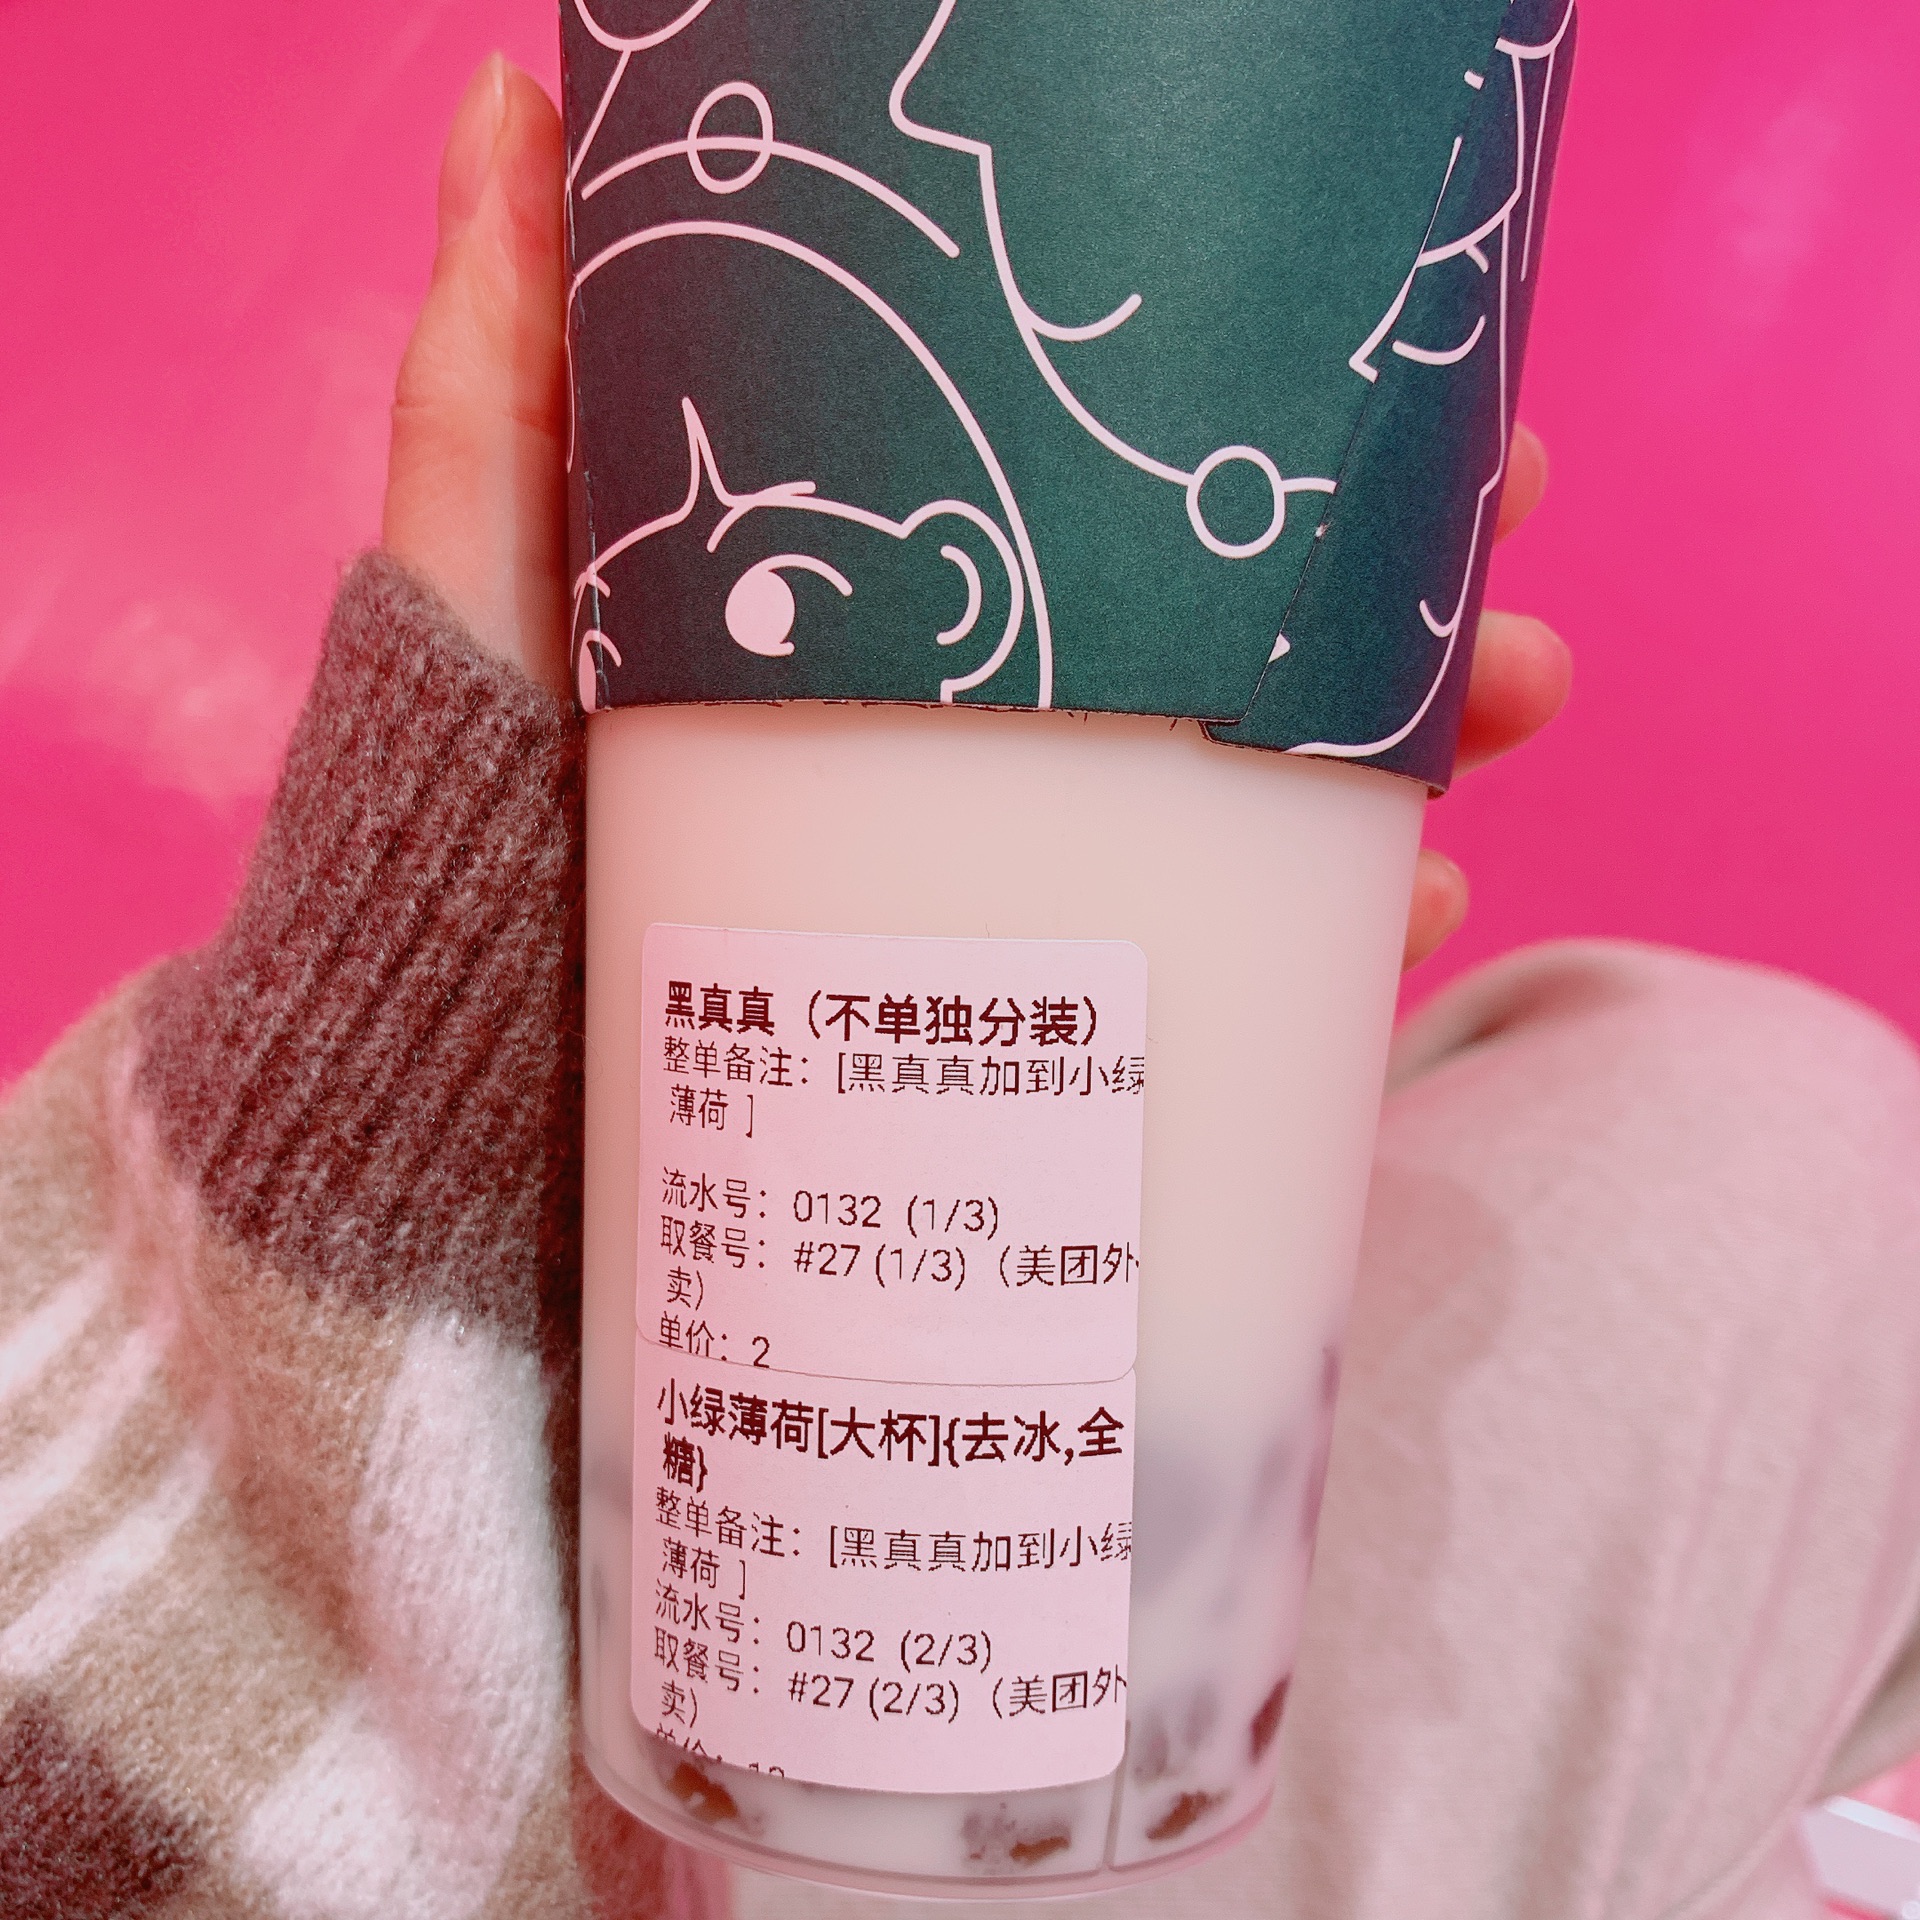 黑真真（不单独分装）
整单备注：[黑真真加到小绿
薄荷 ]
流水号：0132 (1/3)
取餐号：#27 (1/3)（美团外
卖）
单价：2
小绿薄荷[大杯]{去冰,全
糖}
整单备注：[黑真真加到小绿
薄荷 ]
流水号：0132 (2/3)
取餐号：#27 (2/3)（美团外
卖）